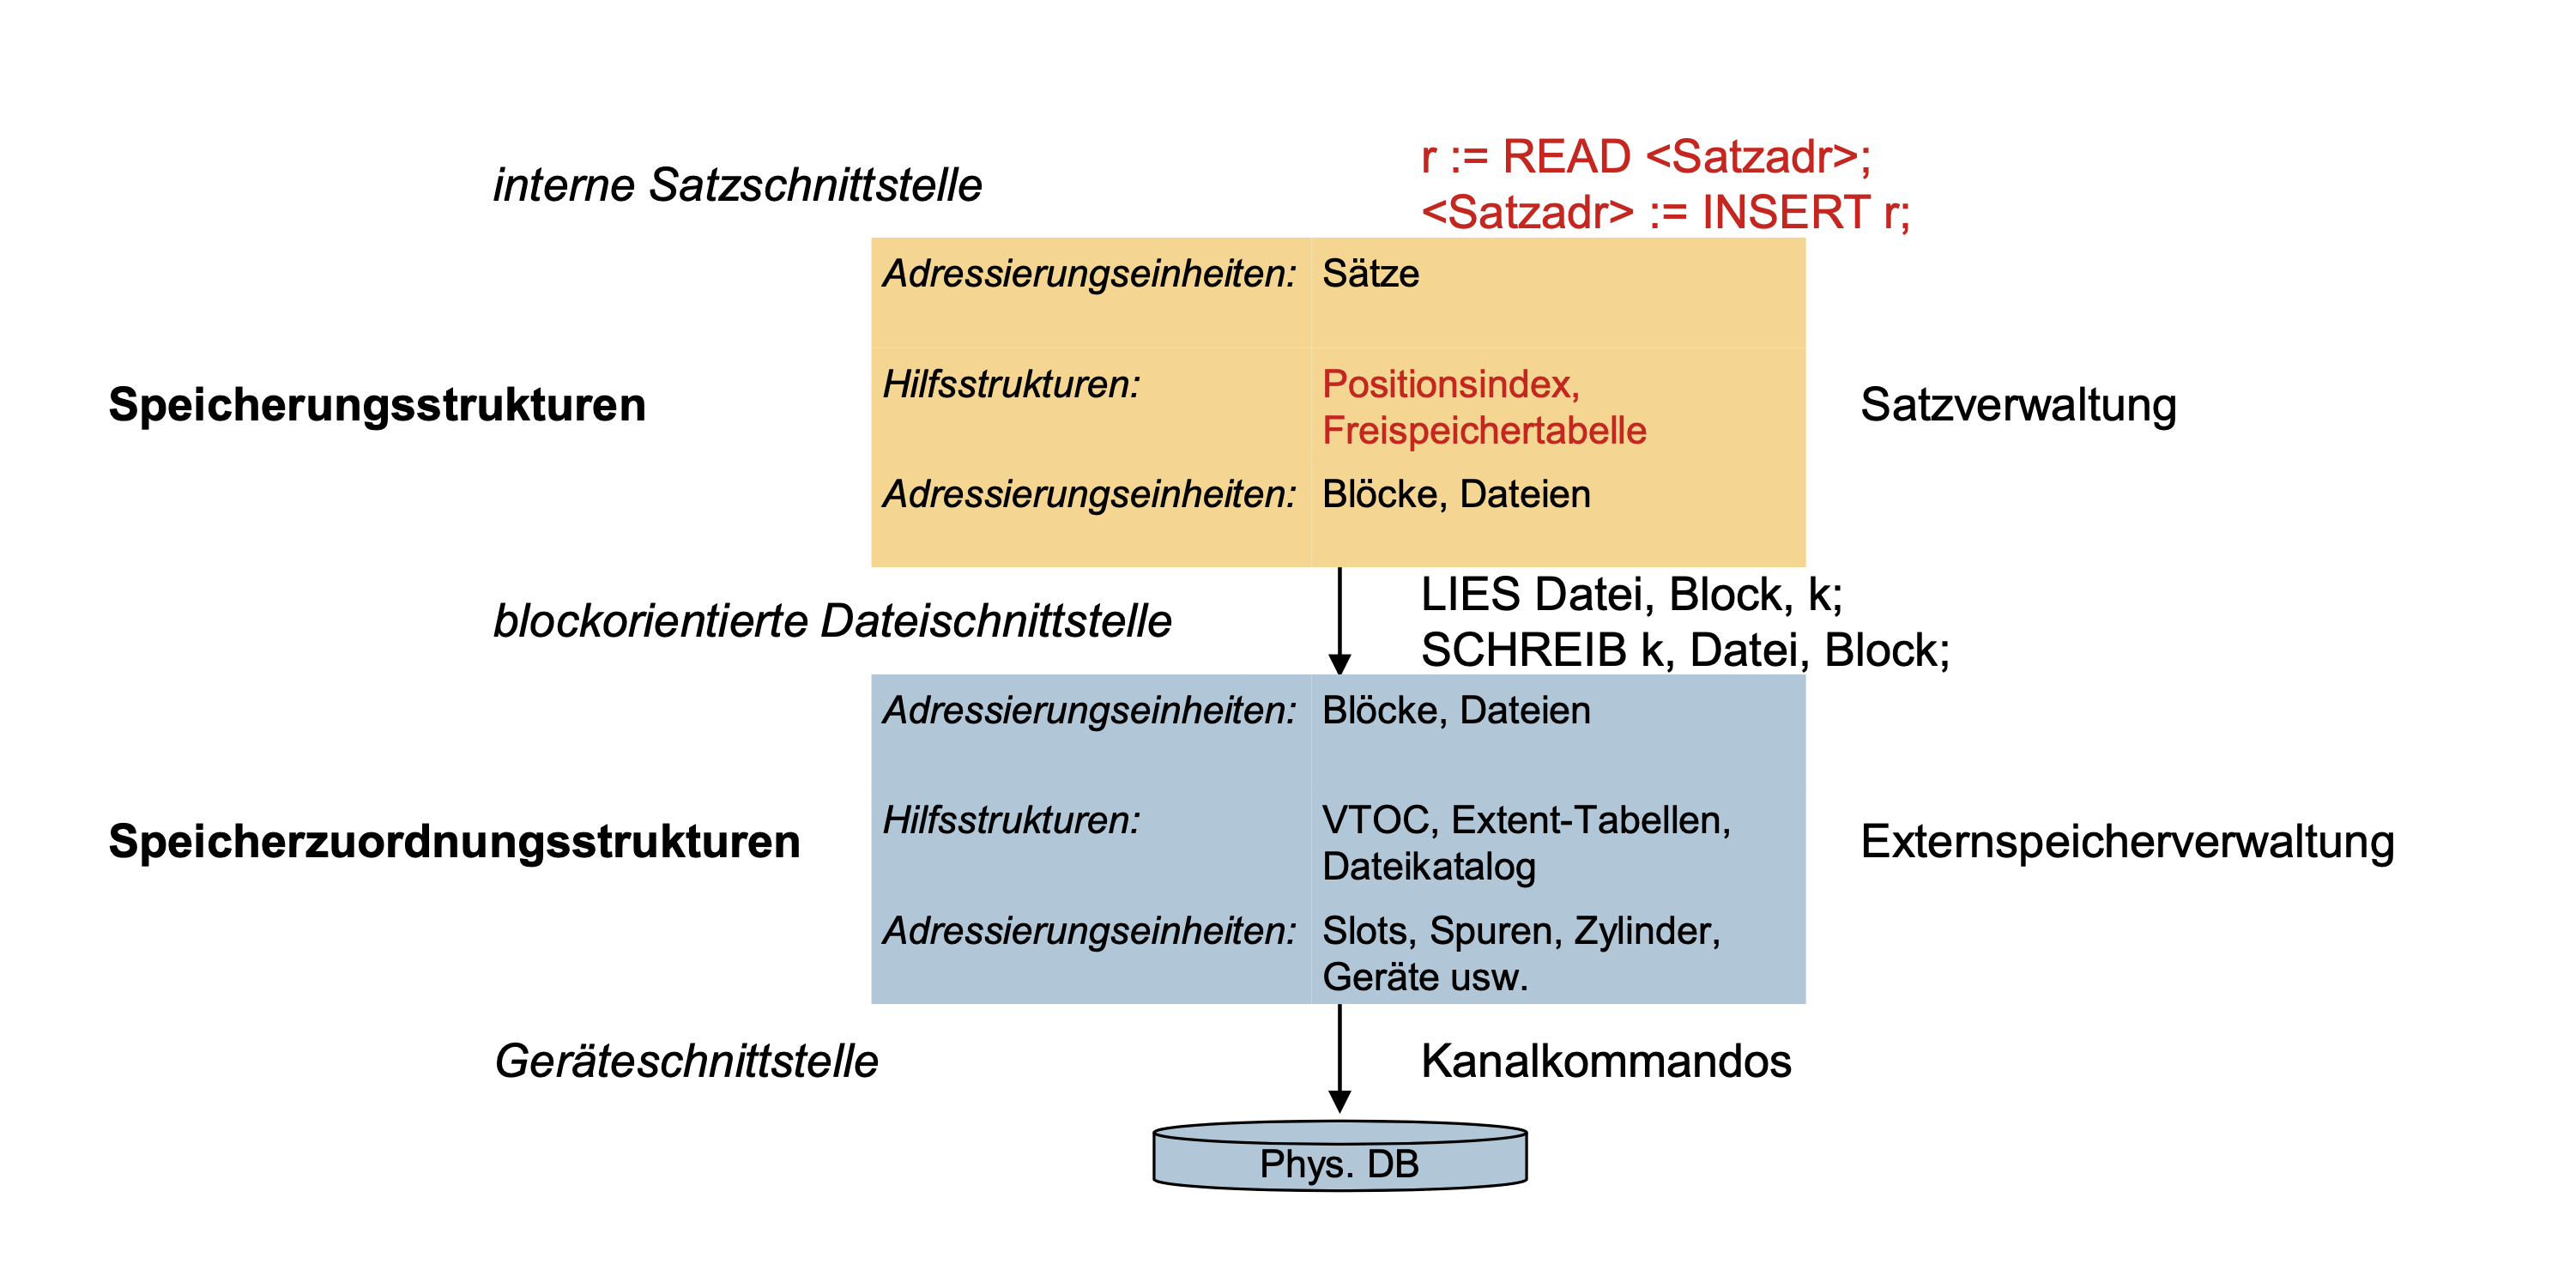 interne Satzschnittstelle
r := READ <Satzadr>;
<Satzadr> := INSERT r;
Adressierungseinheiten: Sätze
Speicherungsstrukturen
Hilfsstrukturen: Positionsindex,
Freispeichertabelle
Satzverwaltung
Adressierungseinheiten: Blöcke, Dateien
blockorientierte Dateischnittstelle
LIES Datei, Block, k;
SCHREIB k, Datei, Block;
Adressierungseinheiten: Blöcke, Dateien
Speicherzuordnungsstrukturen
Hilfsstrukturen: VTOC, Extent-Tabellen,
Dateikatalog
Externspeicherverwaltung
Adressierungseinheiten: Slots, Spuren, Zylinder,
Geräte usw.
Geräteschnittstelle
Kanalkommandos
Phys. DB